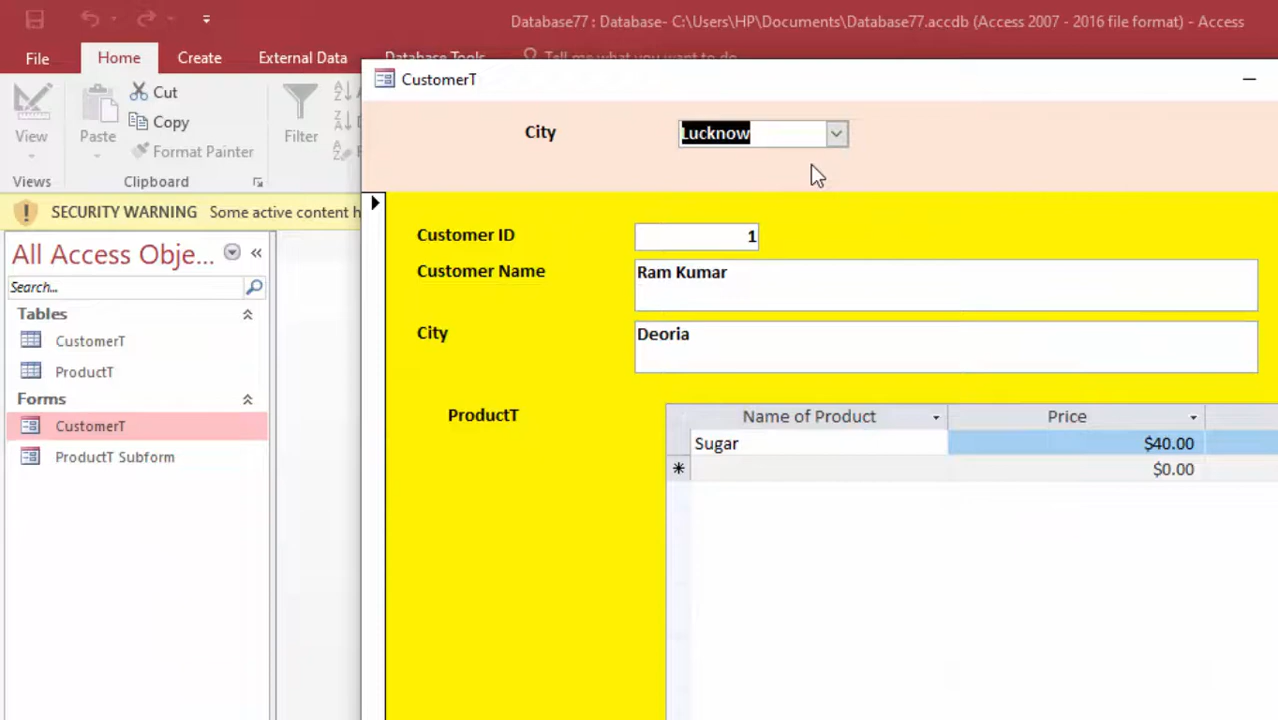 Database77 : Database- C:\Users\HP\Documents\Database77.accdb (Access 2007 - 2016 file format) - Access
File
Home
Create
External Data
Database Tools
Tell me what you want to do
View
Views
Paste
Cut
Copy
Format Painter
Clipboard
Filter
SECURITY WARNING Some active content h
All Access Obje...
Search...
Tables
CustomerT
ProductT
Forms
CustomerT
ProductT Subform
CustomerT
City
Lucknow
Customer ID
1
Customer Name
Ram Kumar
City
Deoria
ProductT
Name of Product
Price
Sugar
$40.00
$0.00